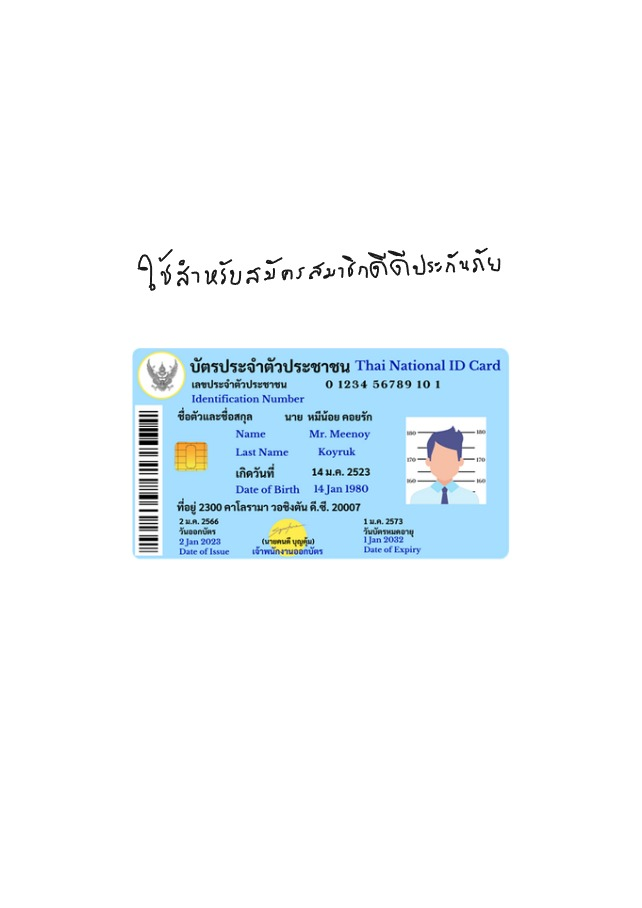 ใช้สำหรับสมัครสมาชิกดีดีประกันภัย
บัตรประจำตัวประชาชน Thai National ID Card
เลขประจำตัวประชาชน 0 1234 56789 10 1
Identification Number
ชื่อตัวและชื่อสกุล นาย หมีน้อย คอยรัก
Name Mr. Meenoy
Last Name Koyruk
เกิดวันที่ 14 ม.ค. 2523
Date of Birth 14 Jan 1980
ที่อยู่ 2300 คาโลรามา วอชิงตัน ดี.ซี. 20007
2 ม.ค. 2566
วันออกบัตร
2 Jan 2023
Date of Issue
(นายคนดี บุญคุ้ม)
เจ้าพนักงานออกบัตร
1 ม.ค. 2573
วันบัตรหมดอายุ
1 Jan 2032
Date of Expiry
180 180
170 170
160 160